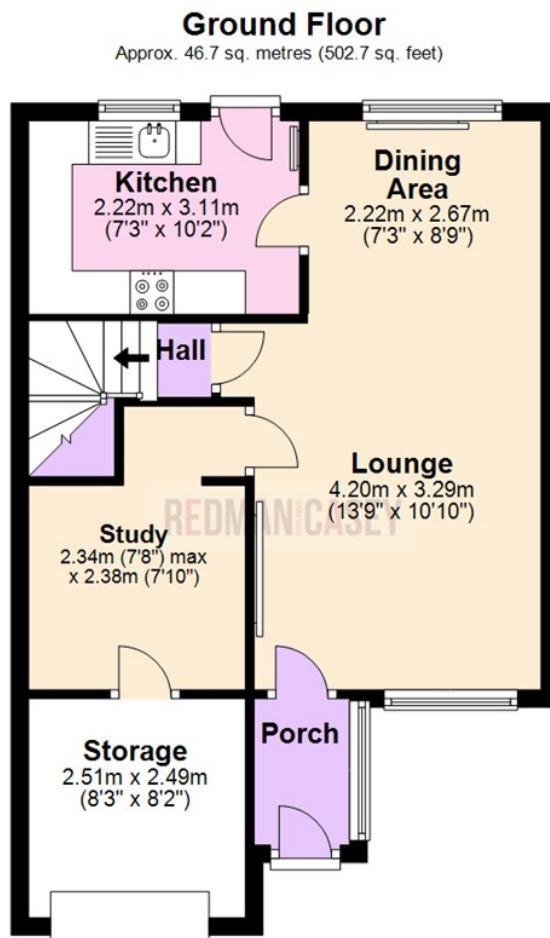 Ground Floor
Approx. 46.7 sq. metres (502.7 sq. feet)
Kitchen
2.22m x 3.11m
(7'3" x 10'2")
Dining
Area
2.22m x 2.67m
(7'3" x 8'9")
Hall
Lounge
4.20m x 3.29m
(13'9" x 10'10")
REDMAN CASEY
Study
2.34m (7'8") max
x 2.38m (7'10")
Porch
Storage
2.51m x 2.49m
(8'3" x 8'2")